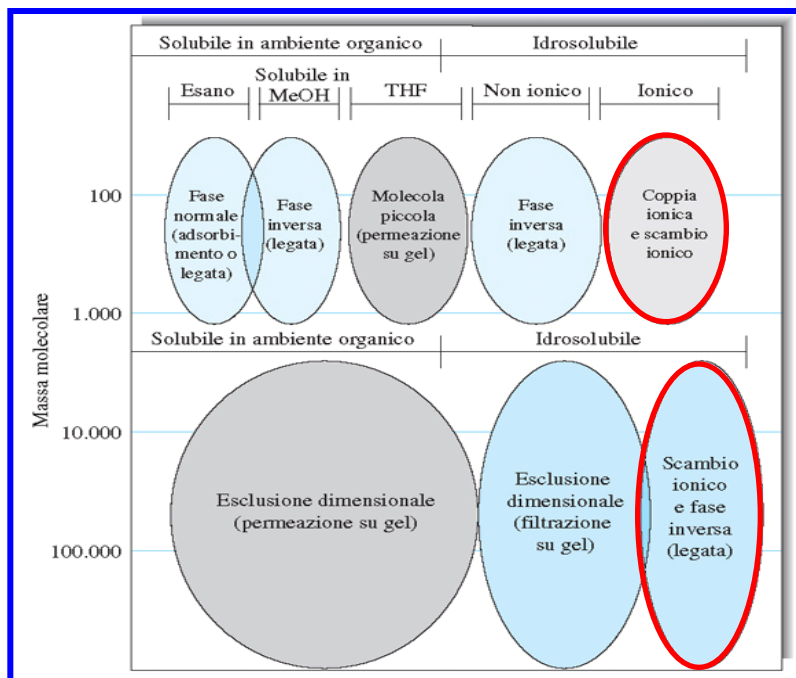 Solubile in ambiente organico
Idrosolubile
Esano
Solubile in
MeOH
THF
Non ionico
Ionico
Massa molecolare
100
1.000
10.000
100.000
Fase
normale
(adsorbi-
mento o
legata)
Fase
inversa
(legata)
Molecola
piccola
(permeazione
su gel)
Fase
inversa
(legata)
Coppia
ionica
e scambio
ionico
Solubile in ambiente organico
Idrosolubile
Esclusione dimensionale
(permeazione su gel)
Esclusione
dimensionale
(filtrazione
su gel)
Scambio
ionico
e fase
inversa
(legata)